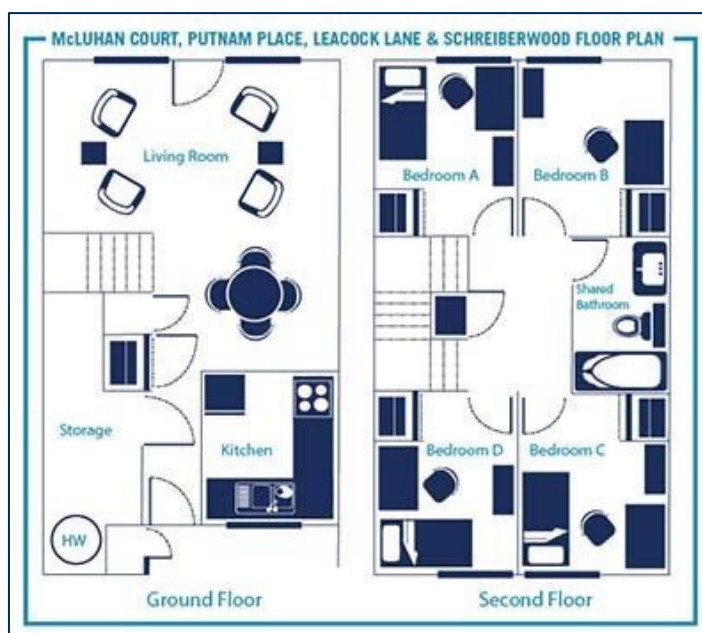 McLUHAN COURT, PUTNAM PLACE, LEACOCK LANE & SCHREIBERWOOD FLOOR PLAN
Living Room
Storage
Kitchen
HW
Ground Floor
Bedroom A
Bedroom B
Shared
Bathroom
Bedroom D
Bedroom C
Second Floor